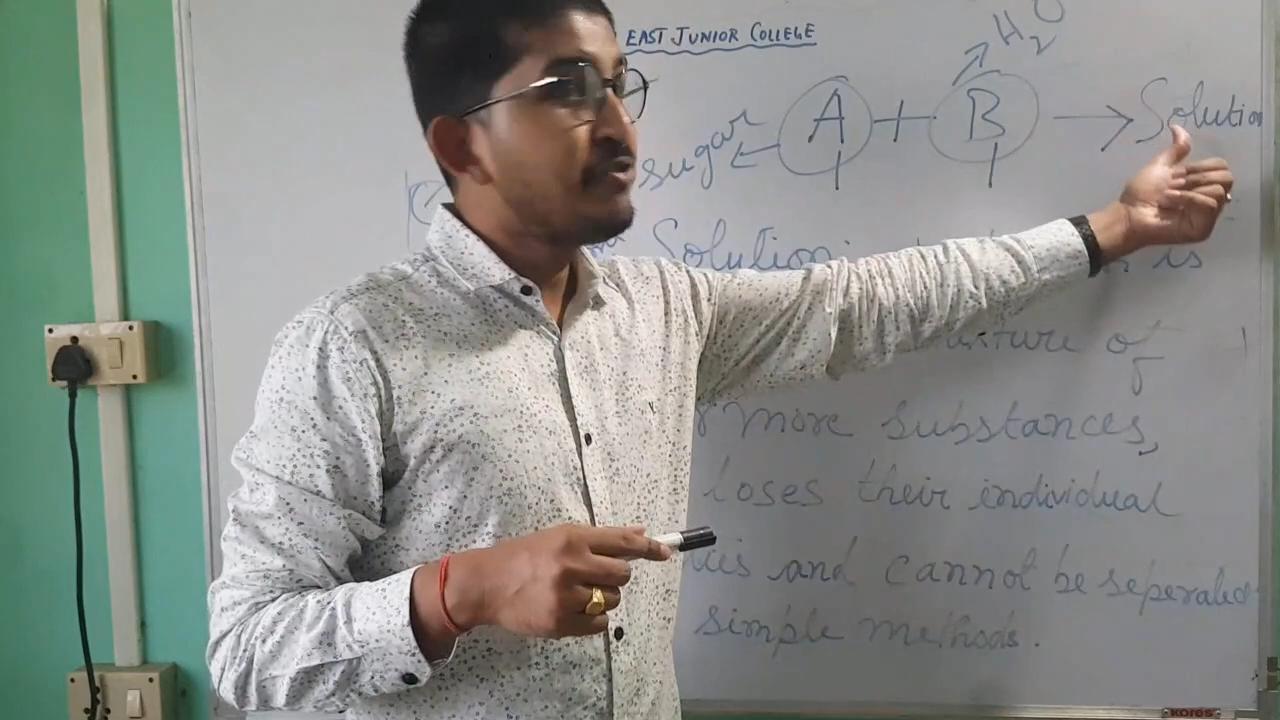 EAST JUNIOR COLLEGE
H2O
sugar ← A + B → Solution
Solution is
of
more substances,
loses their individual
and cannot be seperated
simple methods.
kores